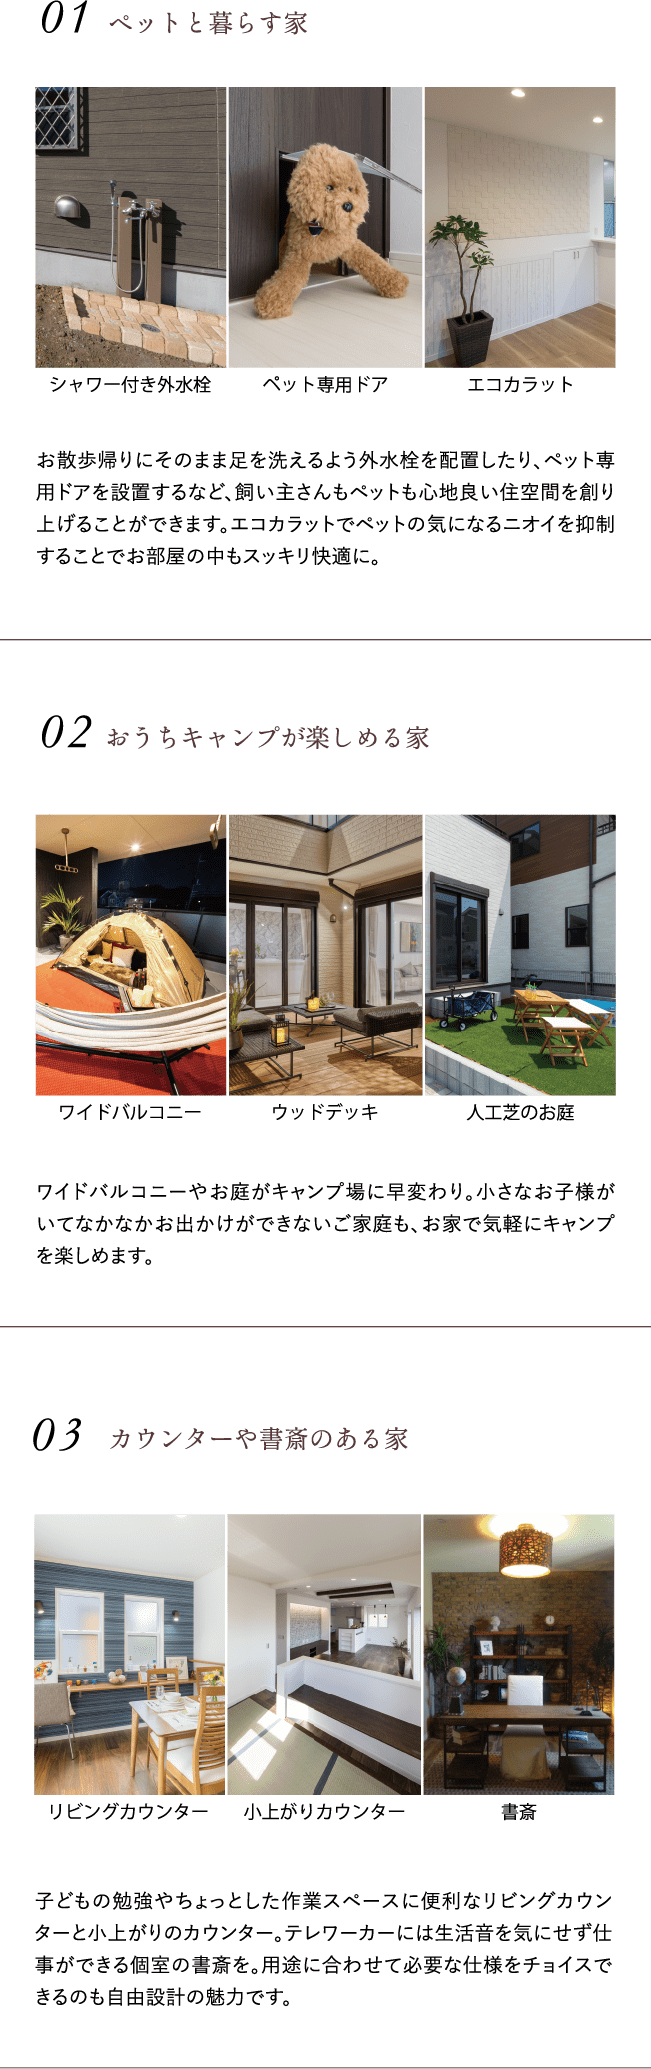 01 ペットと暮らす家
シャワー付き外水栓
ペット専用ドア
エコカラット
お散歩帰りにそのまま足を洗えるよう外水栓を配置したり、ペット専
用ドアを設置するなど、飼い主さんもペットも心地良い住空間を創り
上げることができます。エコカラットでペットの気になるニオイを抑制
することでお部屋の中もスッキリ快適に。
02 おうちキャンプが楽しめる家
ワイドバルコニー
ウッドデッキ
人工芝のお庭
ワイドバルコニーやお庭がキャンプ場に早変わり。小さなお子様が
いてなかなかお出かけができないご家庭も、お家で気軽にキャンプ
を楽しめます。
03 カウンターや書斎のある家
リビングカウンター
小上がりカウンター
書斎
子どもの勉強やちょっとした作業スペースに便利なリビングカウン
ターと小上がりのカウンター。テレワーカーには生活音を気にせず仕
事ができる個室の書斎を。用途に合わせて必要な仕様をチョイスで
きるのも自由設計の魅力です。